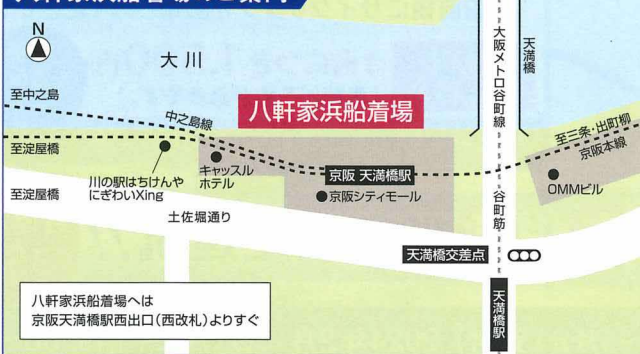 N
大川
大阪メトロ谷町線
天満橋
至中之島
中之島線
八軒家浜船着場
至三条・出町柳
京阪本線
至淀屋橋
川の駅はちけんや
にぎわいXing
キャッスル
ホテル
京阪 天満橋駅
京阪シティモール
OMMビル
至淀屋橋
土佐堀通り
谷町筋
天満橋交差点
天満橋駅
八軒家浜船着場へは
京阪天満橋駅西出口(西改札)よりすぐ